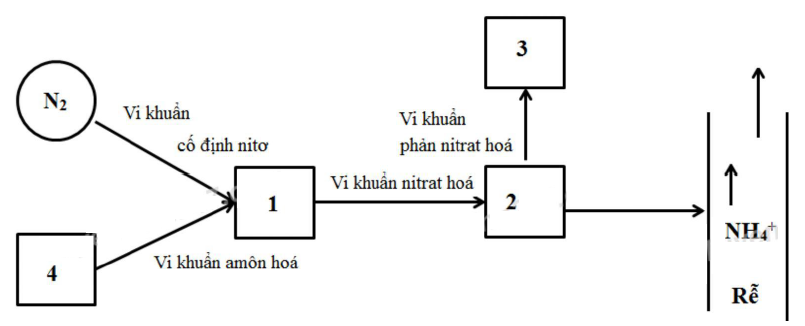 3
N₂
Vi khuẩn
cố định nitơ
Vi khuẩn
phản nitrat hoá
1
Vi khuẩn nitrat hoá
2
4
Vi khuẩn amôn hoá
NH₄⁺
Rễ